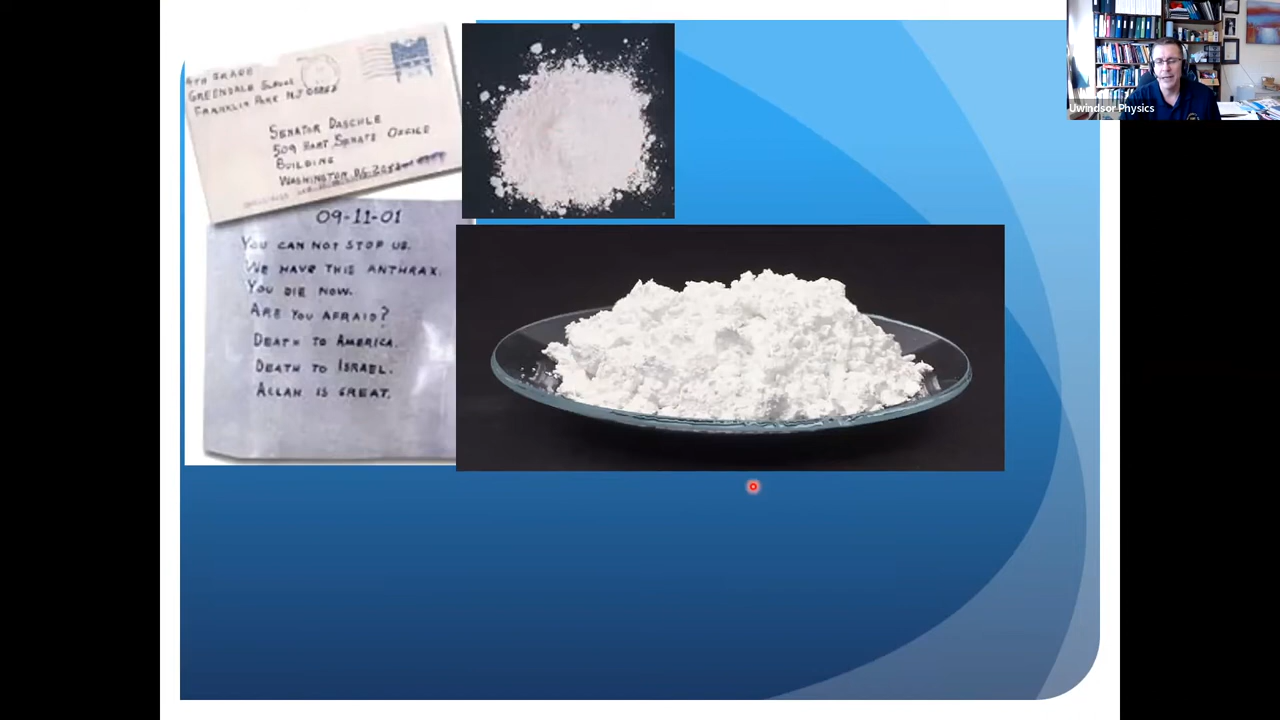 4TH GRADE
GREENDALE SCHOOL
FRANKLIN PARK NJ 08852
SENATOR DASCHLE
509 HART SENATE OFFICE
BUILDING
WASHINGTON D.C. 20510
09-11-01
YOU CAN NOT STOP US.
WE HAVE THIS ANTHRAX.
YOU DIE NOW.
ARE YOU AFRAID?
DEATH TO AMERICA.
DEATH TO ISRAEL.
ALLAH IS GREAT.
Uwindsor Physics